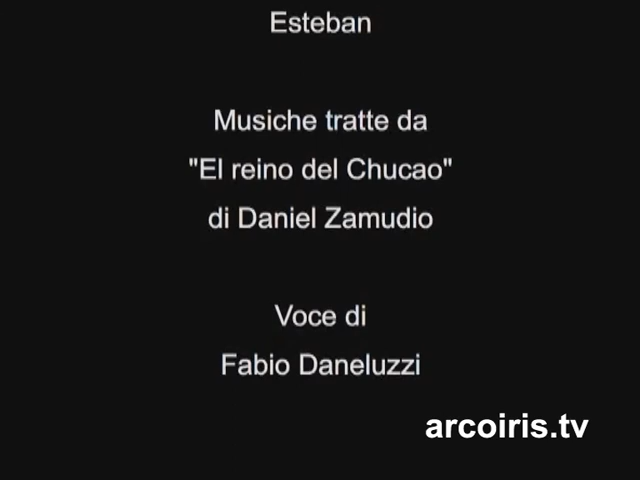 Esteban
Musiche tratte da
"El reino del Chucao"
di Daniel Zamudio
Voce di
Fabio Daneluzzi
arcoiris.tv